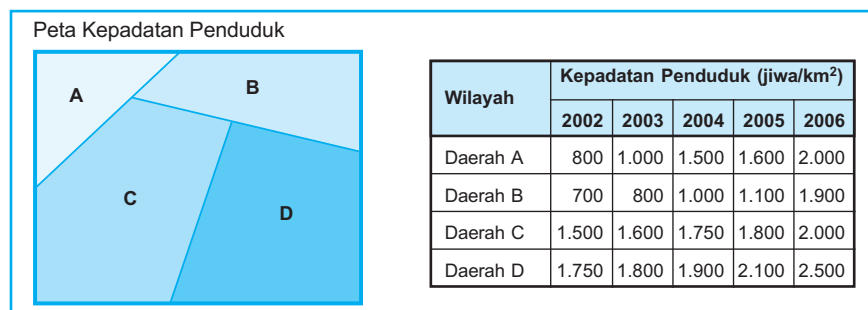 Peta Kepadatan Penduduk
A
B
C
D
Wilayah Kepadatan Penduduk (jiwa/km²)
2002 2003 2004 2005 2006
Daerah A 800 1.000 1.500 1.600 2.000
Daerah B 700 800 1.000 1.100 1.900
Daerah C 1.500 1.600 1.750 1.800 2.000
Daerah D 1.750 1.800 1.900 2.100 2.500